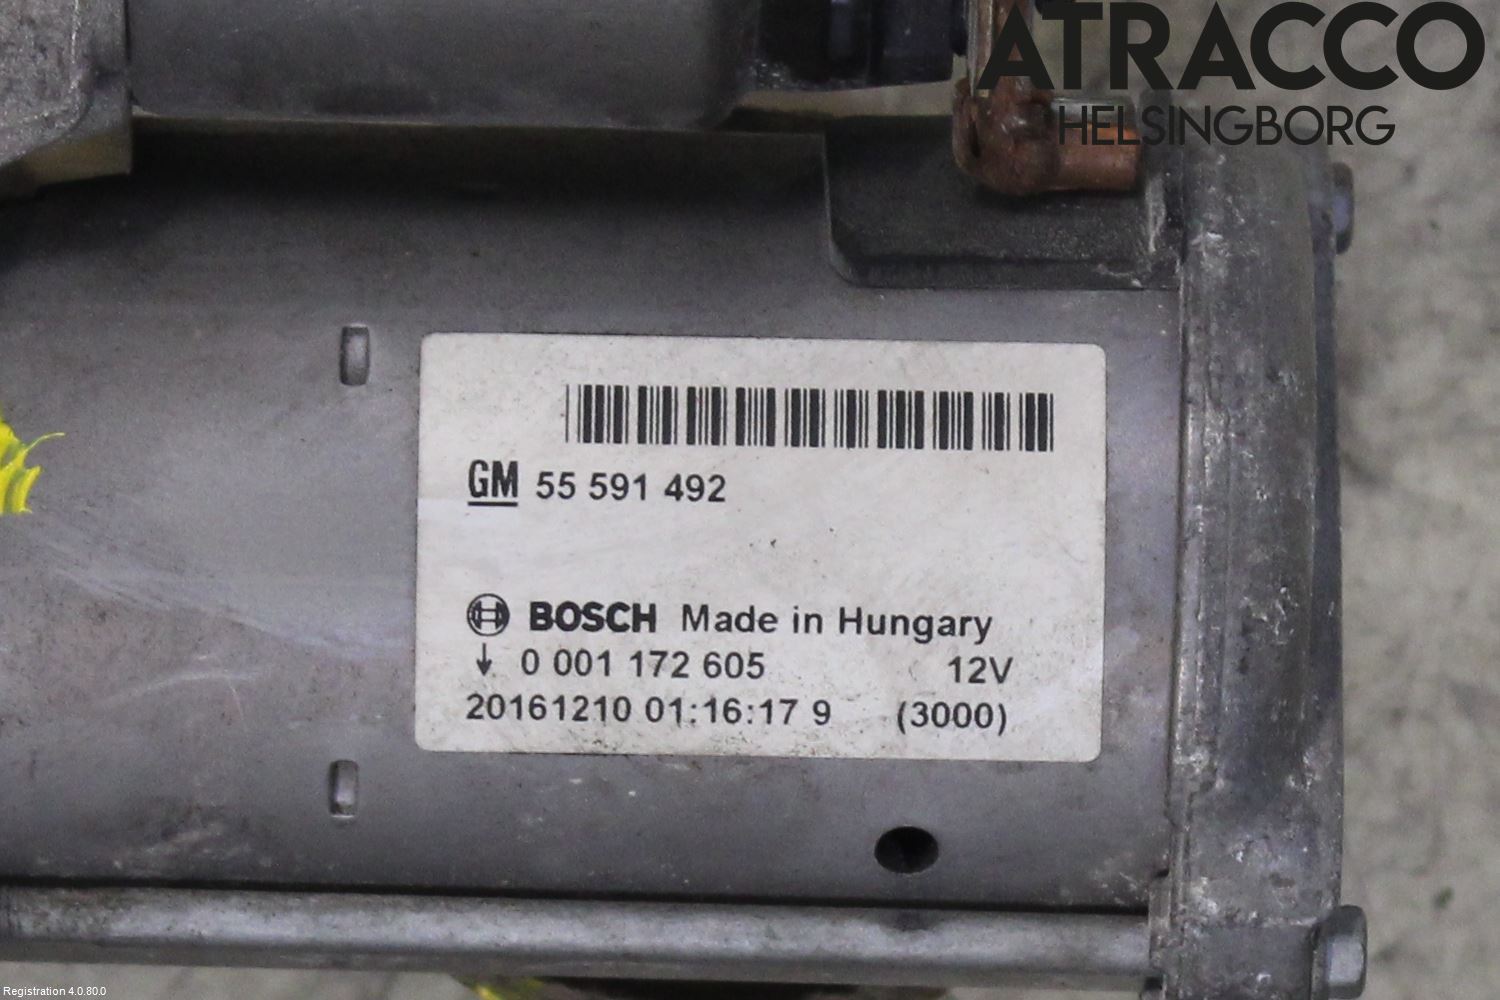 ATRACCO
HELSINGBORG
GM 55 591 492
BOSCH Made in Hungary
↓ 0 001 172 605 12V
20161210 01:16:17 9 (3000)
Registration 4.0.80.0